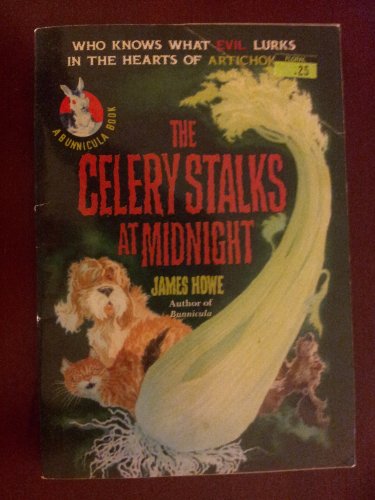 WHO KNOWS WHAT EVIL LURKS
IN THE HEARTS OF
.25
A BUNNICULA BOOK
THE
CELERY STALKS
AT MIDNIGHT
JAMES HOWE
Author of
Bunnicula